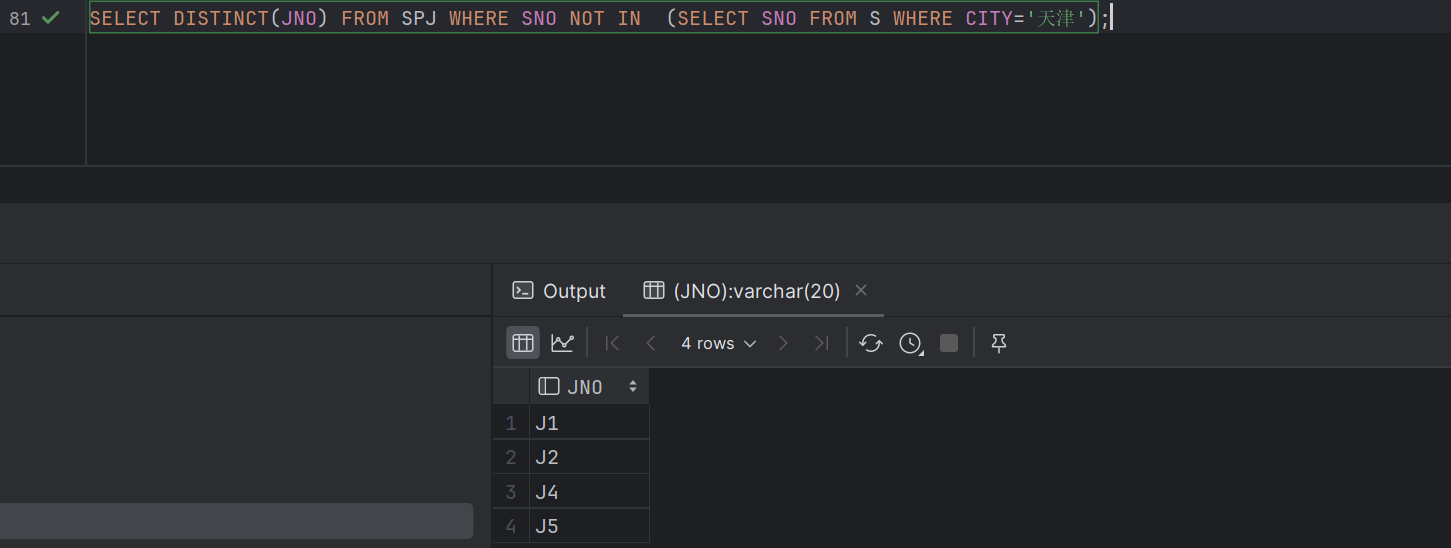 81 SELECT DISTINCT(JNO) FROM SPJ WHERE SNO NOT IN  (SELECT SNO FROM S WHERE CITY='天津');
Output (JNO):varchar(20)
4 rows
JNO
1 J1
2 J2
3 J4
4 J5